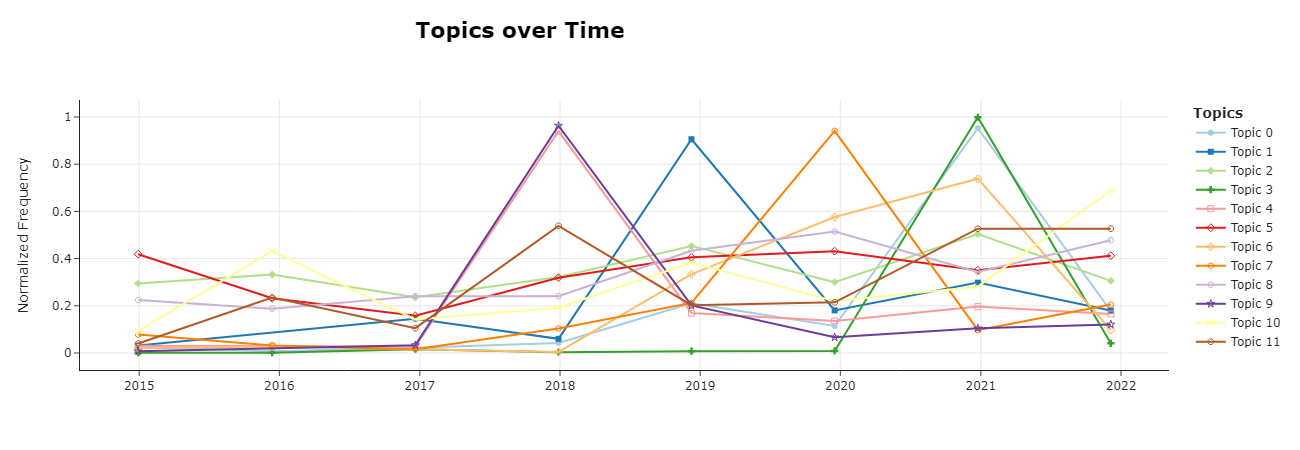 Topics over Time
Normalized Frequency
1
0.8
0.6
0.4
0.2
0
2015 2016 2017 2018 2019 2020 2021 2022
Topics
Topic 0
Topic 1
Topic 2
Topic 3
Topic 4
Topic 5
Topic 6
Topic 7
Topic 8
Topic 9
Topic 10
Topic 11